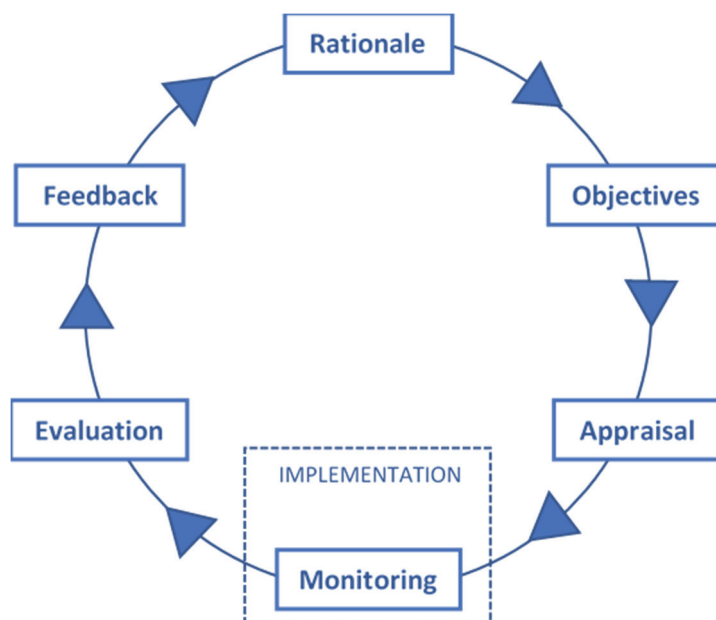 Rationale
Objectives
Appraisal
IMPLEMENTATION
Monitoring
Evaluation
Feedback